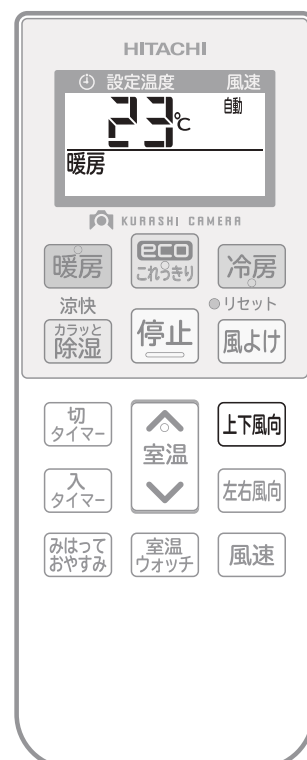 HITACHI
設定温度 風速
23℃ 自動
暖房
KURASHI CAMERA
暖房 eco これっきり 冷房
涼快 リセット
カラッと除湿 停止 風よけ
切タイマー 室温 上下風向
入タイマー 左右風向
みはっておやすみ 室温ウォッチ 風速